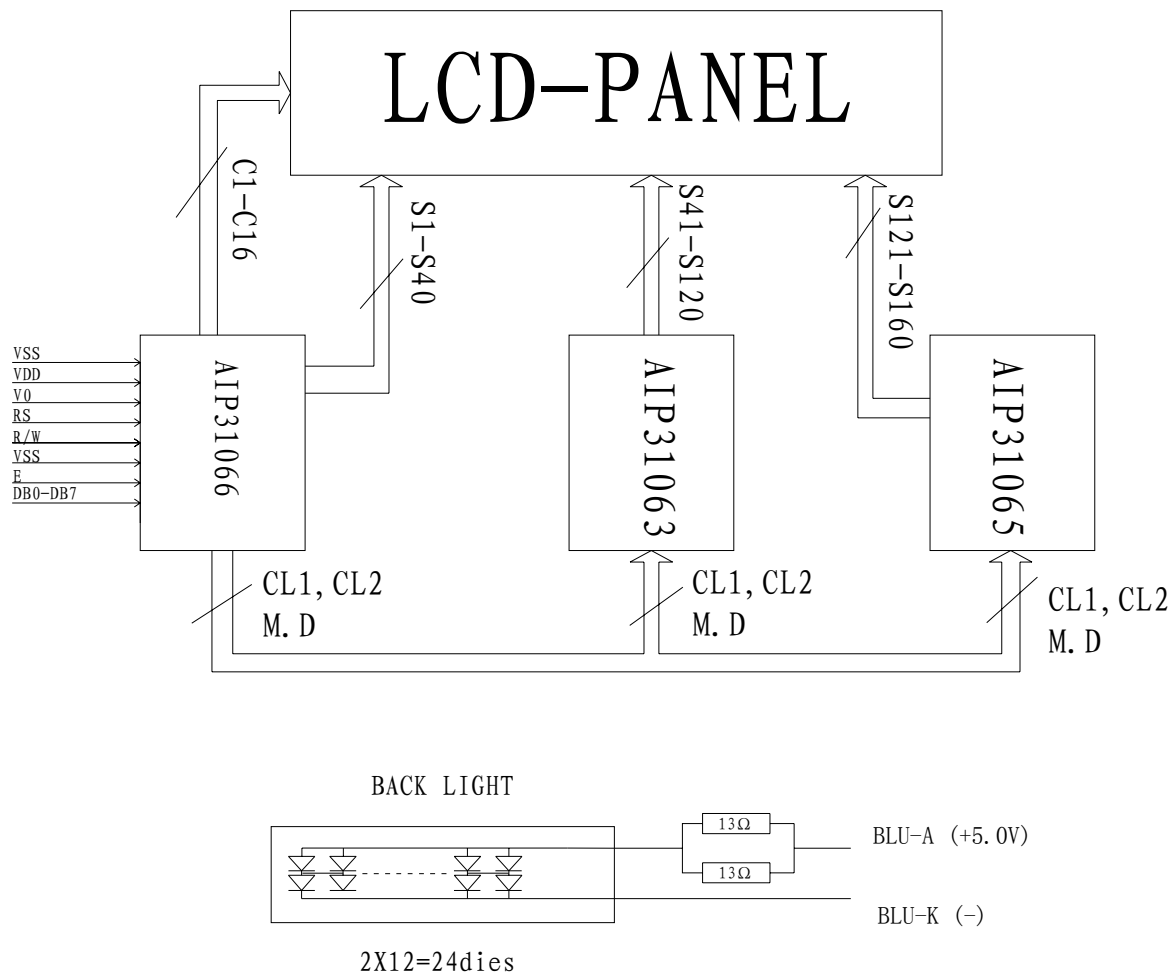 LCD-PANEL
C1-C16
S1-S40
S41-S120
S121-S160
VSS
VDD
V0
RS
R/W
VSS
E
DB0-DB7
AIP31066
AIP31063
AIP31065
CL1, CL2
M. D
CL1, CL2
M. D
CL1, CL2
M. D
BACK LIGHT
13Ω
13Ω
BLU-A (+5.0V)
BLU-K (-)
2X12=24dies